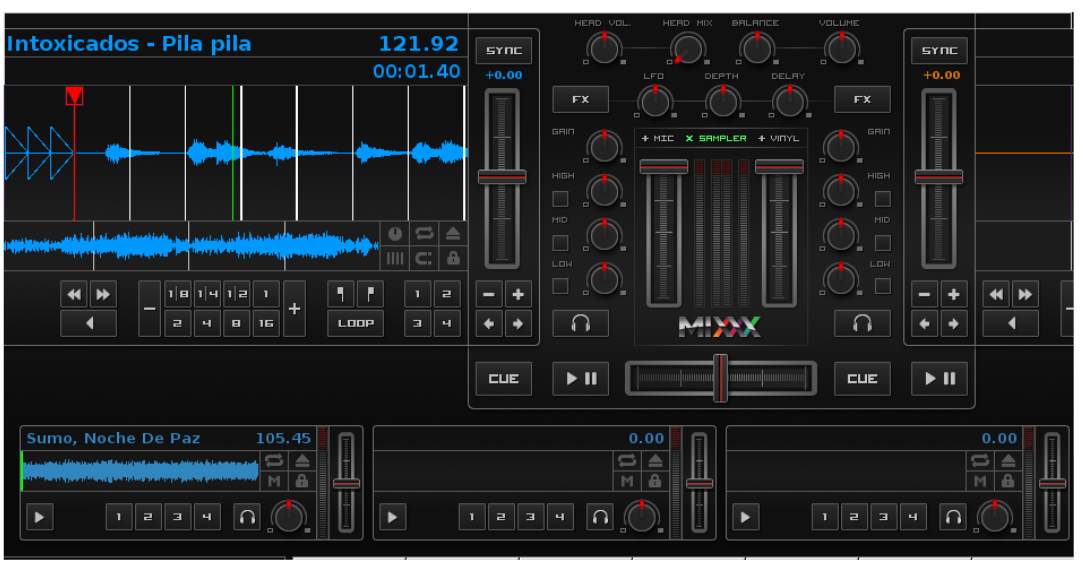 HEAD VOL. HEAD MIX BALANCE VOLUME
Intoxicados - Pila pila 121.92
SYNC SYNC
00:01.40
+0.00 +0.00
LFO DEPTH DELAY
FX FX
GAIN GAIN
+ MIC × SAMPLER + VINYL
HIGH HIGH
MID MID
LOW LOW
− 1|8 1|4 1|2 1 + 1 2 − + − +
2 4 8 16 LOOP 3 4
MIXXX
CUE CUE
Sumo, Noche De Paz 105.45 0.00 0.00
M M M
1 2 3 4 1 2 3 4 1 2 3 4